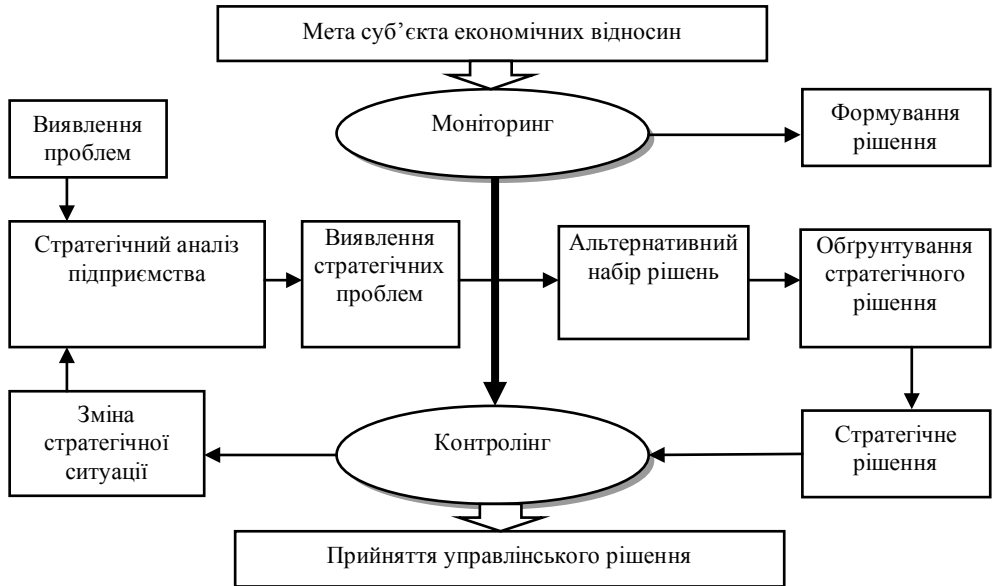 Мета суб’єкта економічних відносин
Моніторинг
Виявлення
проблем
Формування
рішення
Стратегічний аналіз
підприємства
Виявлення
стратегічних
проблем
Альтернативний
набір рішень
Обґрунтування
стратегічного
рішення
Зміна
стратегічної
ситуації
Контролінг
Стратегічне
рішення
Прийняття управлінського рішення